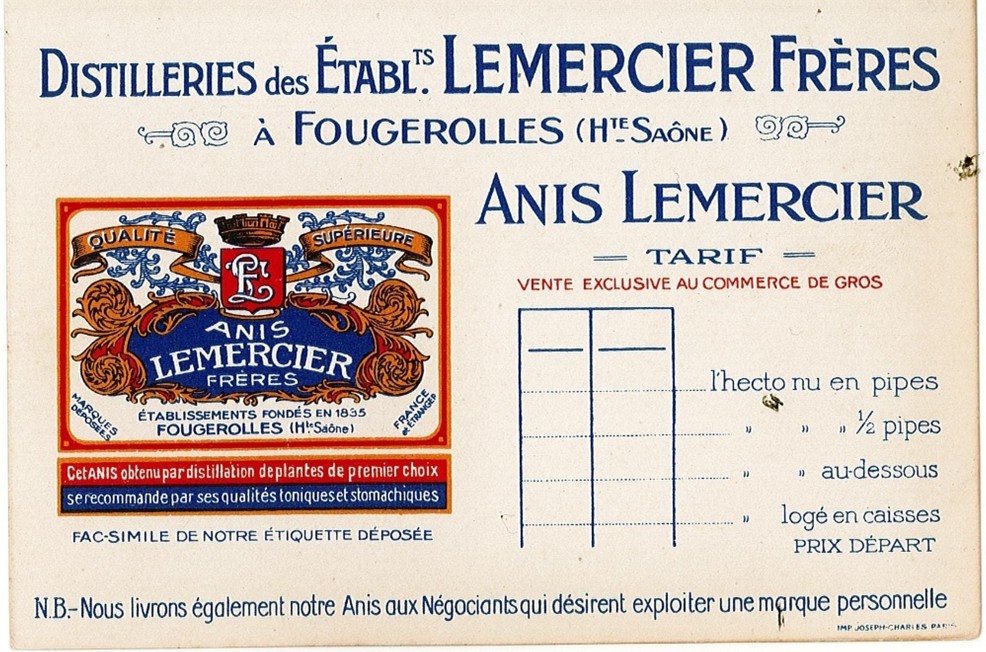 DISTILLERIES des ÉTABL.TS LEMERCIER FRÈRES
À FOUGEROLLES (HTE SAÔNE)
ANIS LEMERCIER
TARIF
VENTE EXCLUSIVE AU COMMERCE DE GROS
QUALITÉ SUPÉRIEURE
LF
ANIS
LEMERCIER
FRÈRES
MARQUES DÉPOSÉES
ÉTABLISSEMENTS FONDÉS EN 1835
FOUGEROLLES (Hte Saône)
FRANCE et ÉTRANGER
Cet ANIS obtenu par distillation de plantes de premier choix
se recommande par ses qualités toniques et stomachiques
FAC-SIMILE DE NOTRE ÉTIQUETTE DÉPOSÉE
l'hecto nu en pipes
" " " ½ pipes
" " au-dessous
" logé en caisses
PRIX DÉPART
N.B.- Nous livrons également notre Anis aux Négociants qui désirent exploiter une marque personnelle
IMP JOSEPH-CHARLES PARIS